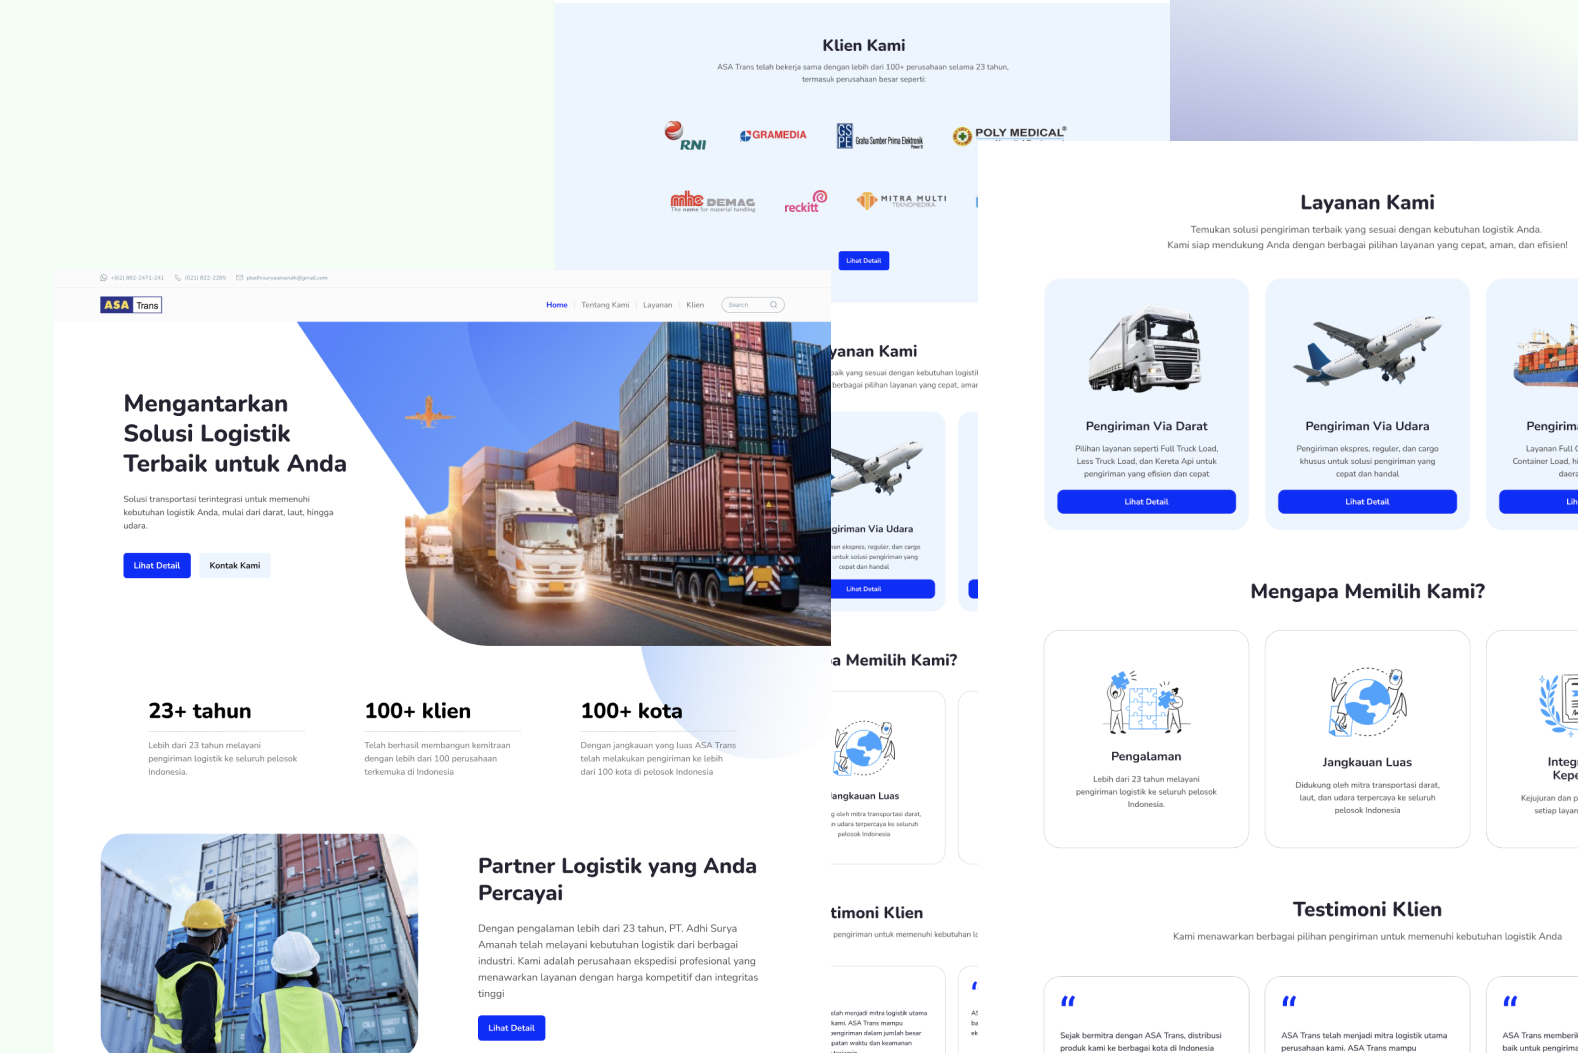 Klien Kami
ASA Trans telah bekerja sama dengan lebih dari 100+ perusahaan selama 23 tahun,
termasuk perusahaan besar seperti:
RNI
GRAMEDIA
GSPE
Graha Sumber Prima Elektronik
POLY MEDICAL®
mhe DEMAG
The name for material handling
reckitt
MITRA MULTI
TEKNOMEDIKA
Lihat Detail
+(62) 882-2471-241
(021) 822-2285
ptadhisuryaamanah@gmail.com
ASA Trans
Home
Tentang Kami
Layanan
Klien
Search
Mengantarkan
Solusi Logistik
Terbaik untuk Anda
Solusi transportasi terintegrasi untuk memenuhi
kebutuhan logistik Anda, mulai dari darat, laut, hingga
udara.
Lihat Detail
Kontak Kami
23+ tahun
Lebih dari 23 tahun melayani
pengiriman logistik ke seluruh pelosok
Indonesia.
100+ klien
Telah berhasil membangun kemitraan
dengan lebih dari 100 perusahaan
terkemuka di Indonesia
100+ kota
Dengan jangkauan yang luas ASA Trans
telah melakukan pengiriman ke lebih
dari 100 kota di pelosok Indonesia
Partner Logistik yang Anda
Percayai
Dengan pengalaman lebih dari 23 tahun, PT. Adhi Surya
Amanah telah melayani kebutuhan logistik dari berbagai
industri. Kami adalah perusahaan ekspedisi profesional yang
menawarkan layanan dengan harga kompetitif dan integritas
tinggi
Lihat Detail
yanan Kami
baik yang sesuai dengan kebutuhan logisti
berbagai pilihan layanan yang cepat, aman
giriman Via Udara
man ekspres, reguler, dan cargo
untuk solusi pengiriman yang
cepat dan handal
Lihat Detail
a Memilih Kami?
Jangkauan Luas
g oleh mitra transportasi darat,
n udara terpercaya ke seluruh
pelosok Indonesia
timoni Klien
pengiriman untuk memenuhi kebutuhan lo
elah menjadi mitra logistik utama
kami. ASA Trans mampu
pengiriman dalam jumlah besar
patan waktu dan keamanan
AS
ba
ek
Layanan Kami
Temukan solusi pengiriman terbaik yang sesuai dengan kebutuhan logistik Anda.
Kami siap mendukung Anda dengan berbagai pilihan layanan yang cepat, aman, dan efisien!
Pengiriman Via Darat
Pilihan layanan seperti Full Truck Load,
Less Truck Load, dan Kereta Api untuk
pengiriman yang efisien dan cepat
Lihat Detail
Pengiriman Via Udara
Pengiriman ekspres, reguler, dan cargo
khusus untuk solusi pengiriman yang
cepat dan handal
Lihat Detail
Pengirima
Layanan Full C
Container Load, hi
daera
Lih
Mengapa Memilih Kami?
Pengalaman
Lebih dari 23 tahun melayani
pengiriman logistik ke seluruh pelosok
Indonesia.
Jangkauan Luas
Didukung oleh mitra transportasi darat,
laut, dan udara terpercaya ke seluruh
pelosok Indonesia
Integr
Kepe
Kejujuran dan p
setiap layan
Testimoni Klien
Kami menawarkan berbagai pilihan pengiriman untuk memenuhi kebutuhan logistik Anda
“
Sejak bermitra dengan ASA Trans, distribusi
produk kami ke berbagai kota di Indonesia
“
ASA Trans telah menjadi mitra logistik utama
perusahaan kami. ASA Trans mampu
“
ASA Trans memberik
baik untuk pengirima